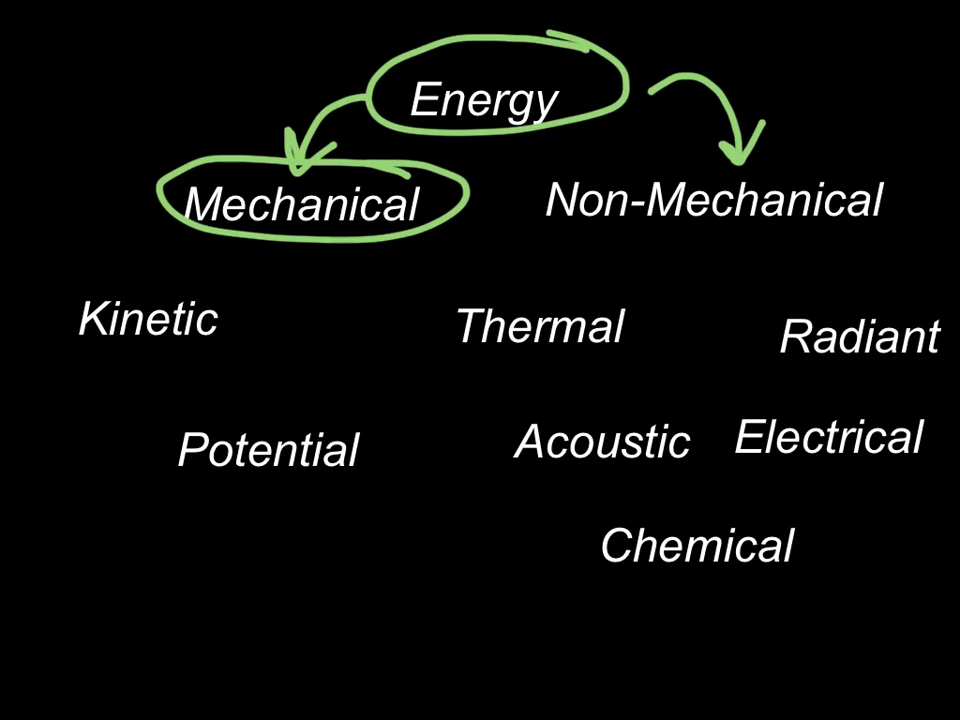 Energy
Mechanical
Non-Mechanical
Kinetic
Thermal
Radiant
Potential
Acoustic
Electrical
Chemical